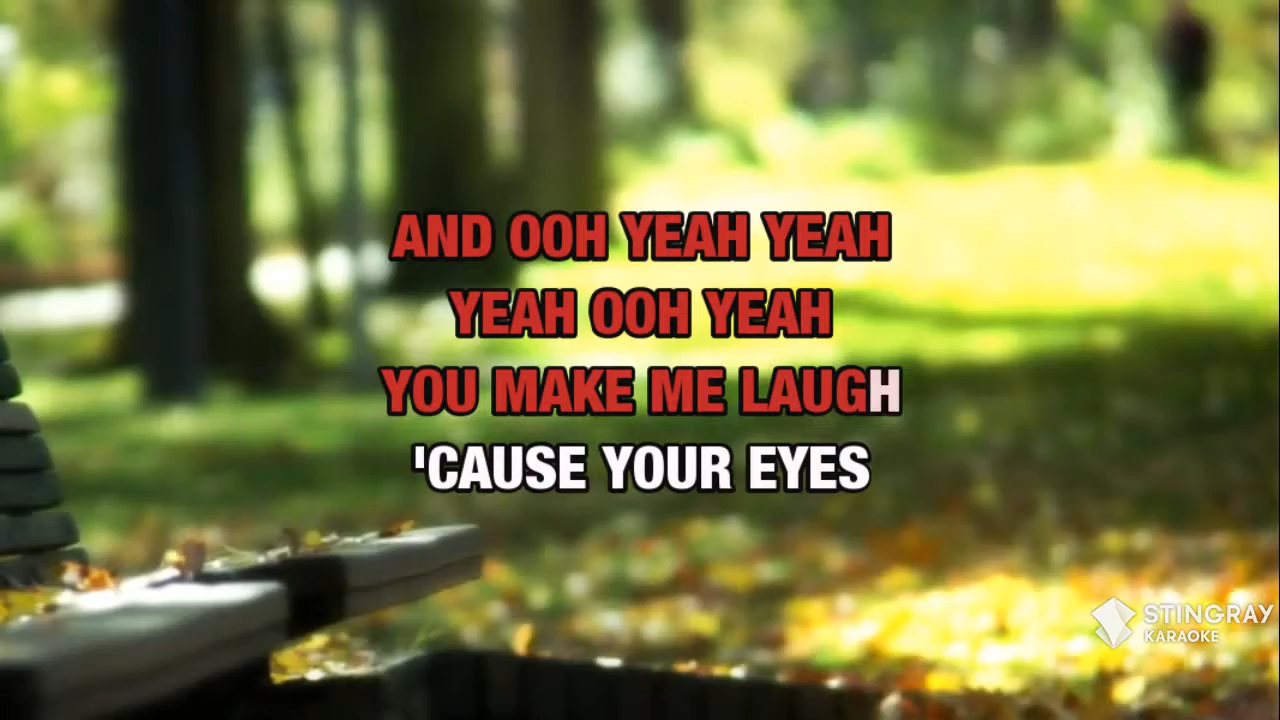 AND OOH YEAH YEAH
YEAH OOH YEAH
YOU MAKE ME LAUGH
'CAUSE YOUR EYES
STINGRAY
KARAOKE